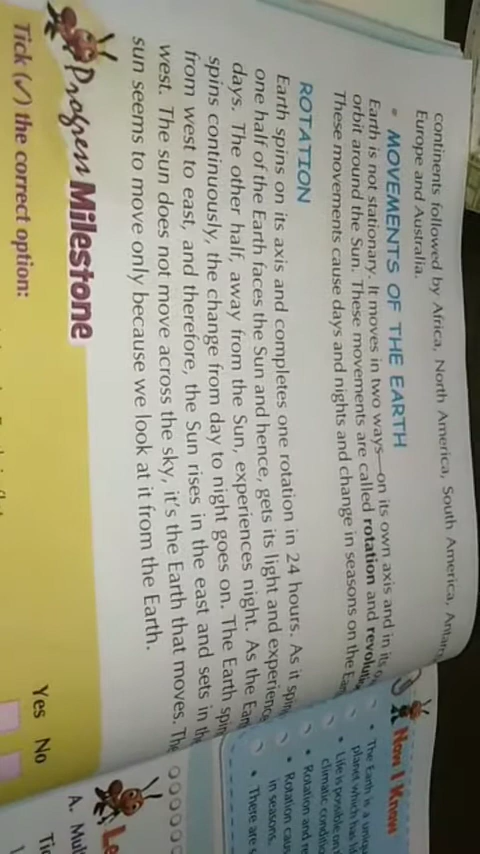 continents followed by Africa, North America, South America,
Europe and Australia.
• MOVEMENTS OF THE EARTH
Earth is not stationary. It moves in two ways—on its own axis and in its
orbit around the Sun. These movements are called rotation and
These movements cause days and nights and change in seasons on the
ROTATION
Earth spins on its axis and completes one rotation in 24 hours. As it
one half of the Earth faces the Sun and hence, gets its light and
days. The other half, away from the Sun, experiences night. As the
spins continuously, the change from day to night goes on. The Earth
from west to east, and therefore, the Sun rises in the east and sets in
west. The sun does not move across the sky, it's the Earth that moves.
sun seems to move only because we look at it from the Earth.
Progress Milestone
Tick (✓) the correct option:
Yes No
Now I Know
• The Earth is a
planet which has
• Life is possible on
climatic
• Rotation and
• Rotation
in seasons.
• There are
A.
1